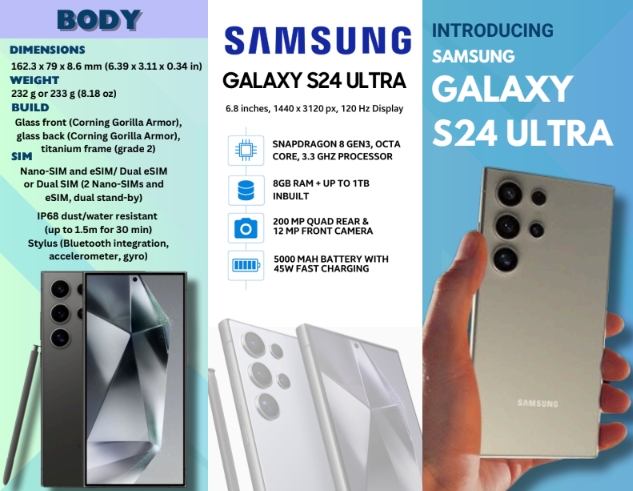 BODY
DIMENSIONS
162.3 x 79 x 8.6 mm (6.39 x 3.11 x 0.34 in)
WEIGHT
232 g or 233 g (8.18 oz)
BUILD
Glass front (Corning Gorilla Armor),
glass back (Corning Gorilla Armor),
titanium frame (grade 2)
SIM
Nano-SIM and eSIM/ Dual eSIM
or Dual SIM (2 Nano-SIMs and
eSIM, dual stand-by)
IP68 dust/water resistant
(up to 1.5m for 30 min)
Stylus (Bluetooth integration,
accelerometer, gyro)
SAMSUNG
GALAXY S24 ULTRA
6.8 inches, 1440 x 3120 px, 120 Hz Display
SNAPDRAGON 8 GEN3, OCTA
CORE, 3.3 GHZ PROCESSOR
8GB RAM + UP TO 1TB
INBUILT
200 MP QUAD REAR &
12 MP FRONT CAMERA
5000 MAH BATTERY WITH
45W FAST CHARGING
INTRODUCING
SAMSUNG
GALAXY
S24 ULTRA
SAMSUNG